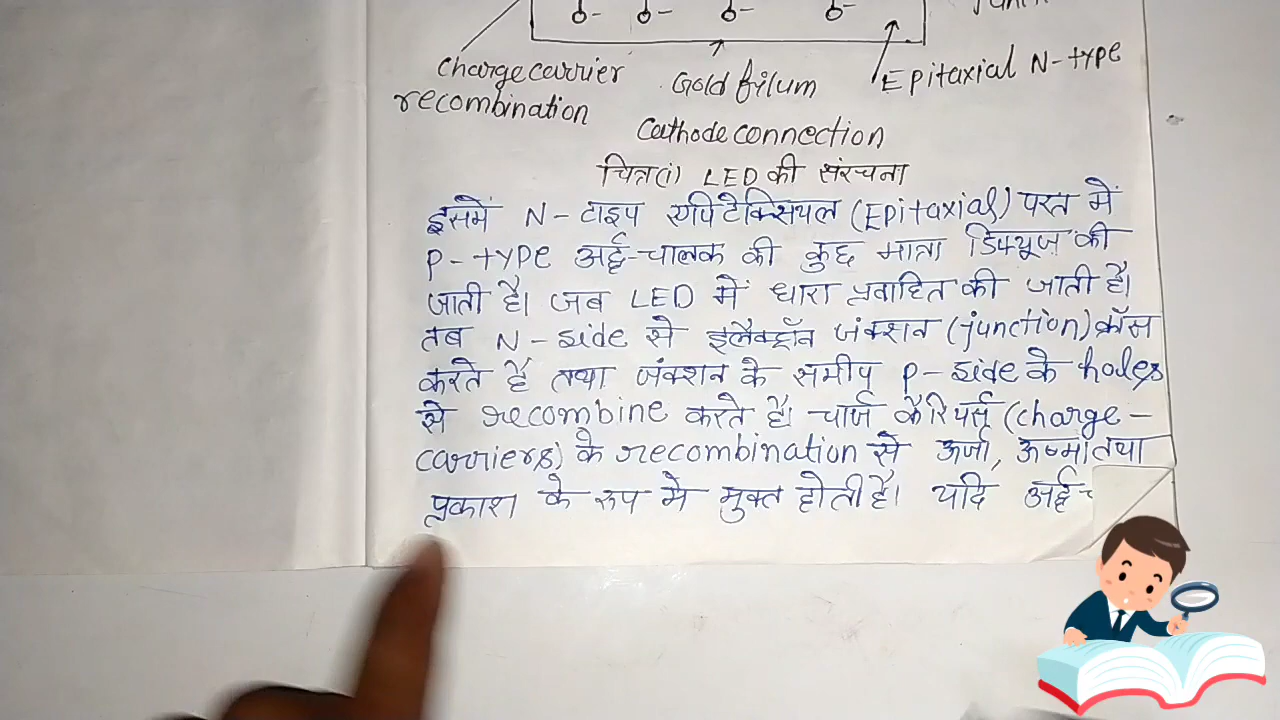 Charge carrier
recombination
Gold filum
Epitaxial N-type
Cathode connection
चित्र(i) LED की संरचना
इसमें N-टाइप एपिटेक्सियल (Epitaxial) परत में
P-type अर्द्ध-चालक की कुछ मात्रा डिफ्यूज की
जाती है। जब LED में धारा प्रवाहित की जाती है।
तब N-side से इलैक्ट्रॉन जंक्शन (junction) क्रॉस
करते हैं तथा जंक्शन के समीप P-side के holes
से recombine करते है। चार्ज कैरियर्स (charge-
carriers) के recombination से ऊर्जा, ऊष्मा तथा
प्रकाश के रूप मे मुक्त होती है। यदि अर्द्ध-